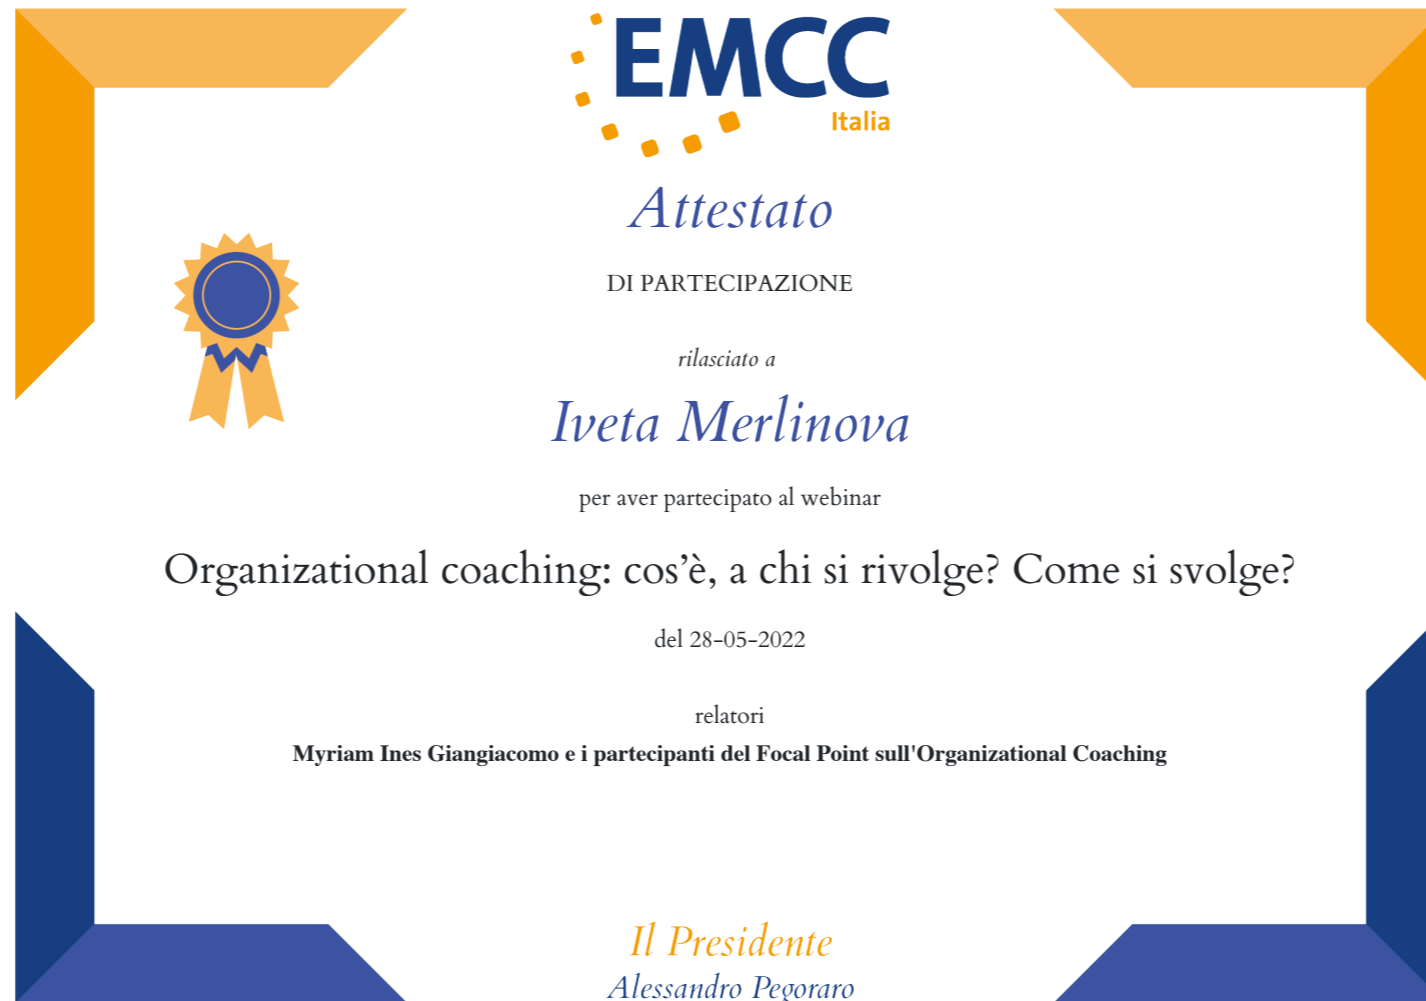 EMCC
Italia
Attestato
DI PARTECIPAZIONE
rilasciato a
Iveta Merlinova
per aver partecipato al webinar
Organizational coaching: cos’è, a chi si rivolge? Come si svolge?
del 28-05-2022
relatori
Myriam Ines Giangiacomo e i partecipanti del Focal Point sull'Organizational Coaching
Il Presidente
Alessandro Pegoraro